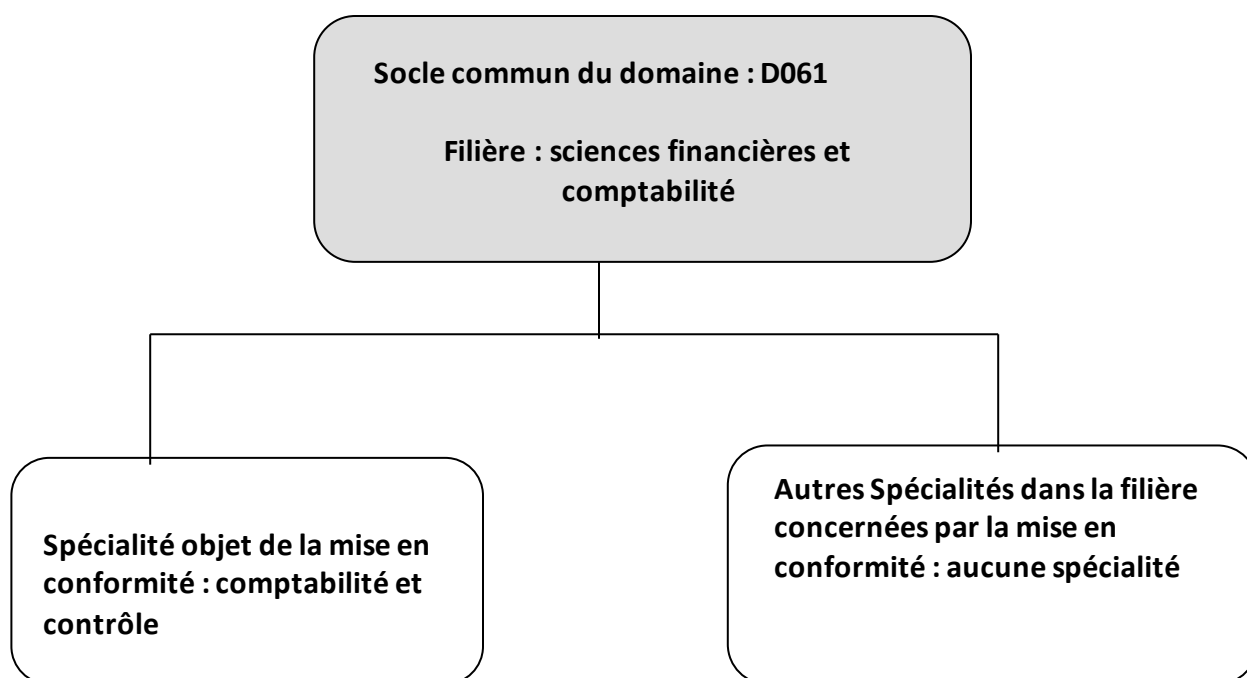 Socle commun du domaine : D061
Filière : sciences financières et
comptabilité
Spécialité objet de la mise en
conformité : comptabilité et
contrôle
Autres Spécialités dans la filière
concernées par la mise en
conformité : aucune spécialité